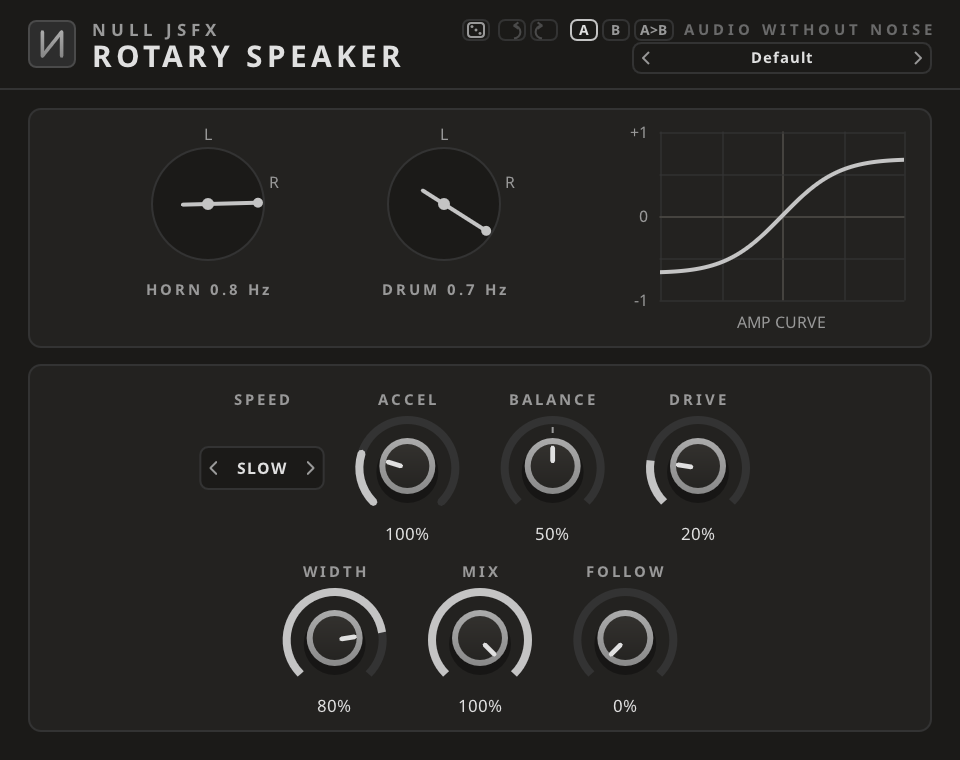 NULL JSFX
ROTARY SPEAKER
A B A>B AUDIO WITHOUT NOISE
Default
L
R
HORN 0.8 Hz
L
R
DRUM 0.7 Hz
+1
0
-1
AMP CURVE
SPEED ACCEL BALANCE DRIVE
SLOW
100% 50% 20%
WIDTH MIX FOLLOW
80% 100% 0%